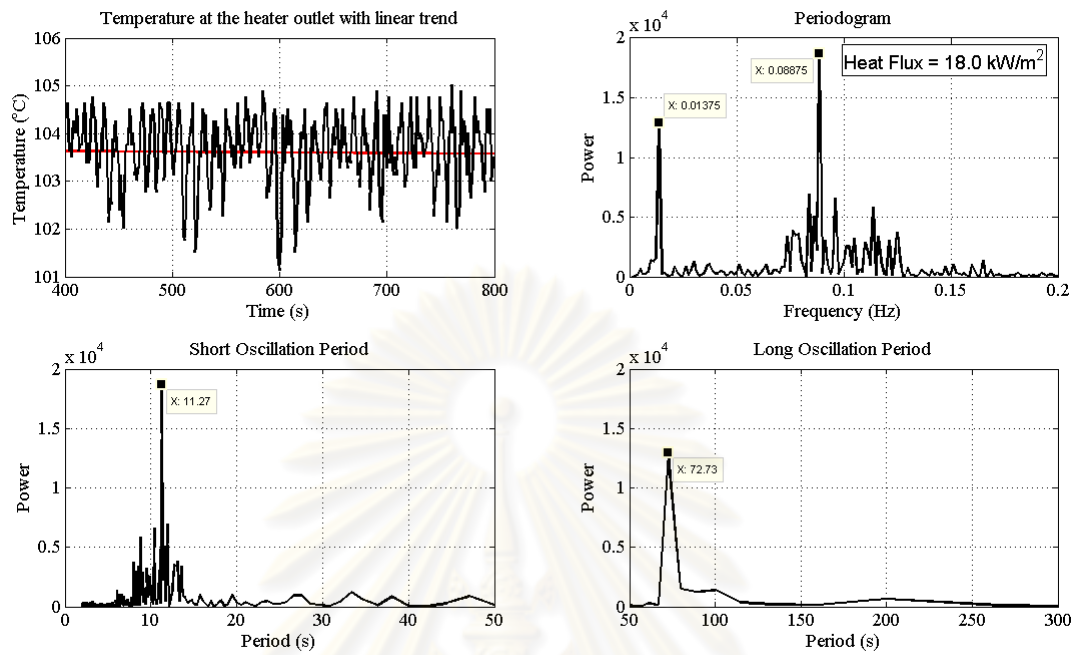 Temperature at the heater outlet with linear trend
106
105
104
103
102
101
Temperature (°C)
400
500
600
700
800
Time (s)
Periodogram
x 10^4
2
1.5
1
0.5
0
Power
X: 0.01375
X: 0.08875
Heat Flux = 18.0 kW/m²
0
0.05
0.1
0.15
0.2
Frequency (Hz)
Short Oscillation Period
x 10^4
2
1.5
1
0.5
0
Power
X: 11.27
0
10
20
30
40
50
Period (s)
Long Oscillation Period
x 10^4
2
1.5
1
0.5
0
Power
X: 72.73
50
100
150
200
250
300
Period (s)